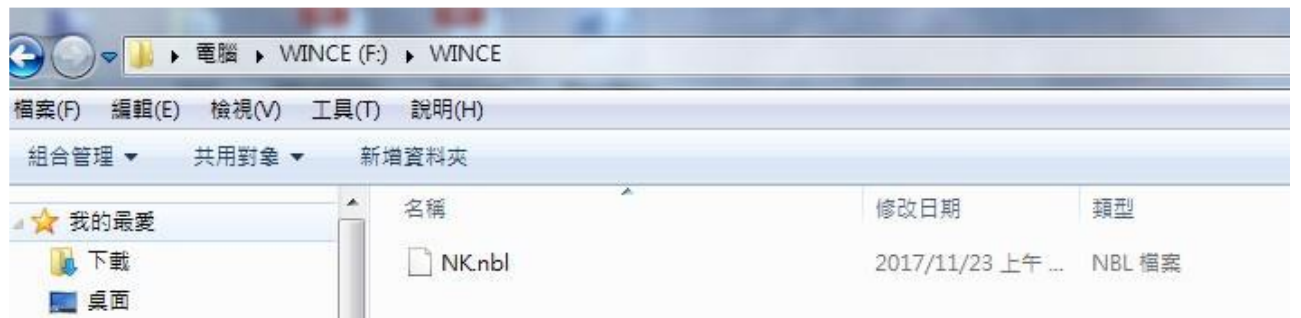 電腦 ▸ WINCE (F:) ▸ WINCE
檔案(F) 編輯(E) 檢視(V) 工具(T) 說明(H)
組合管理 ▼ 共用對象 ▼ 新增資料夾
我的最愛
下載
桌面
名稱 修改日期 類型
NK.nbl 2017/11/23 上午 ... NBL 檔案